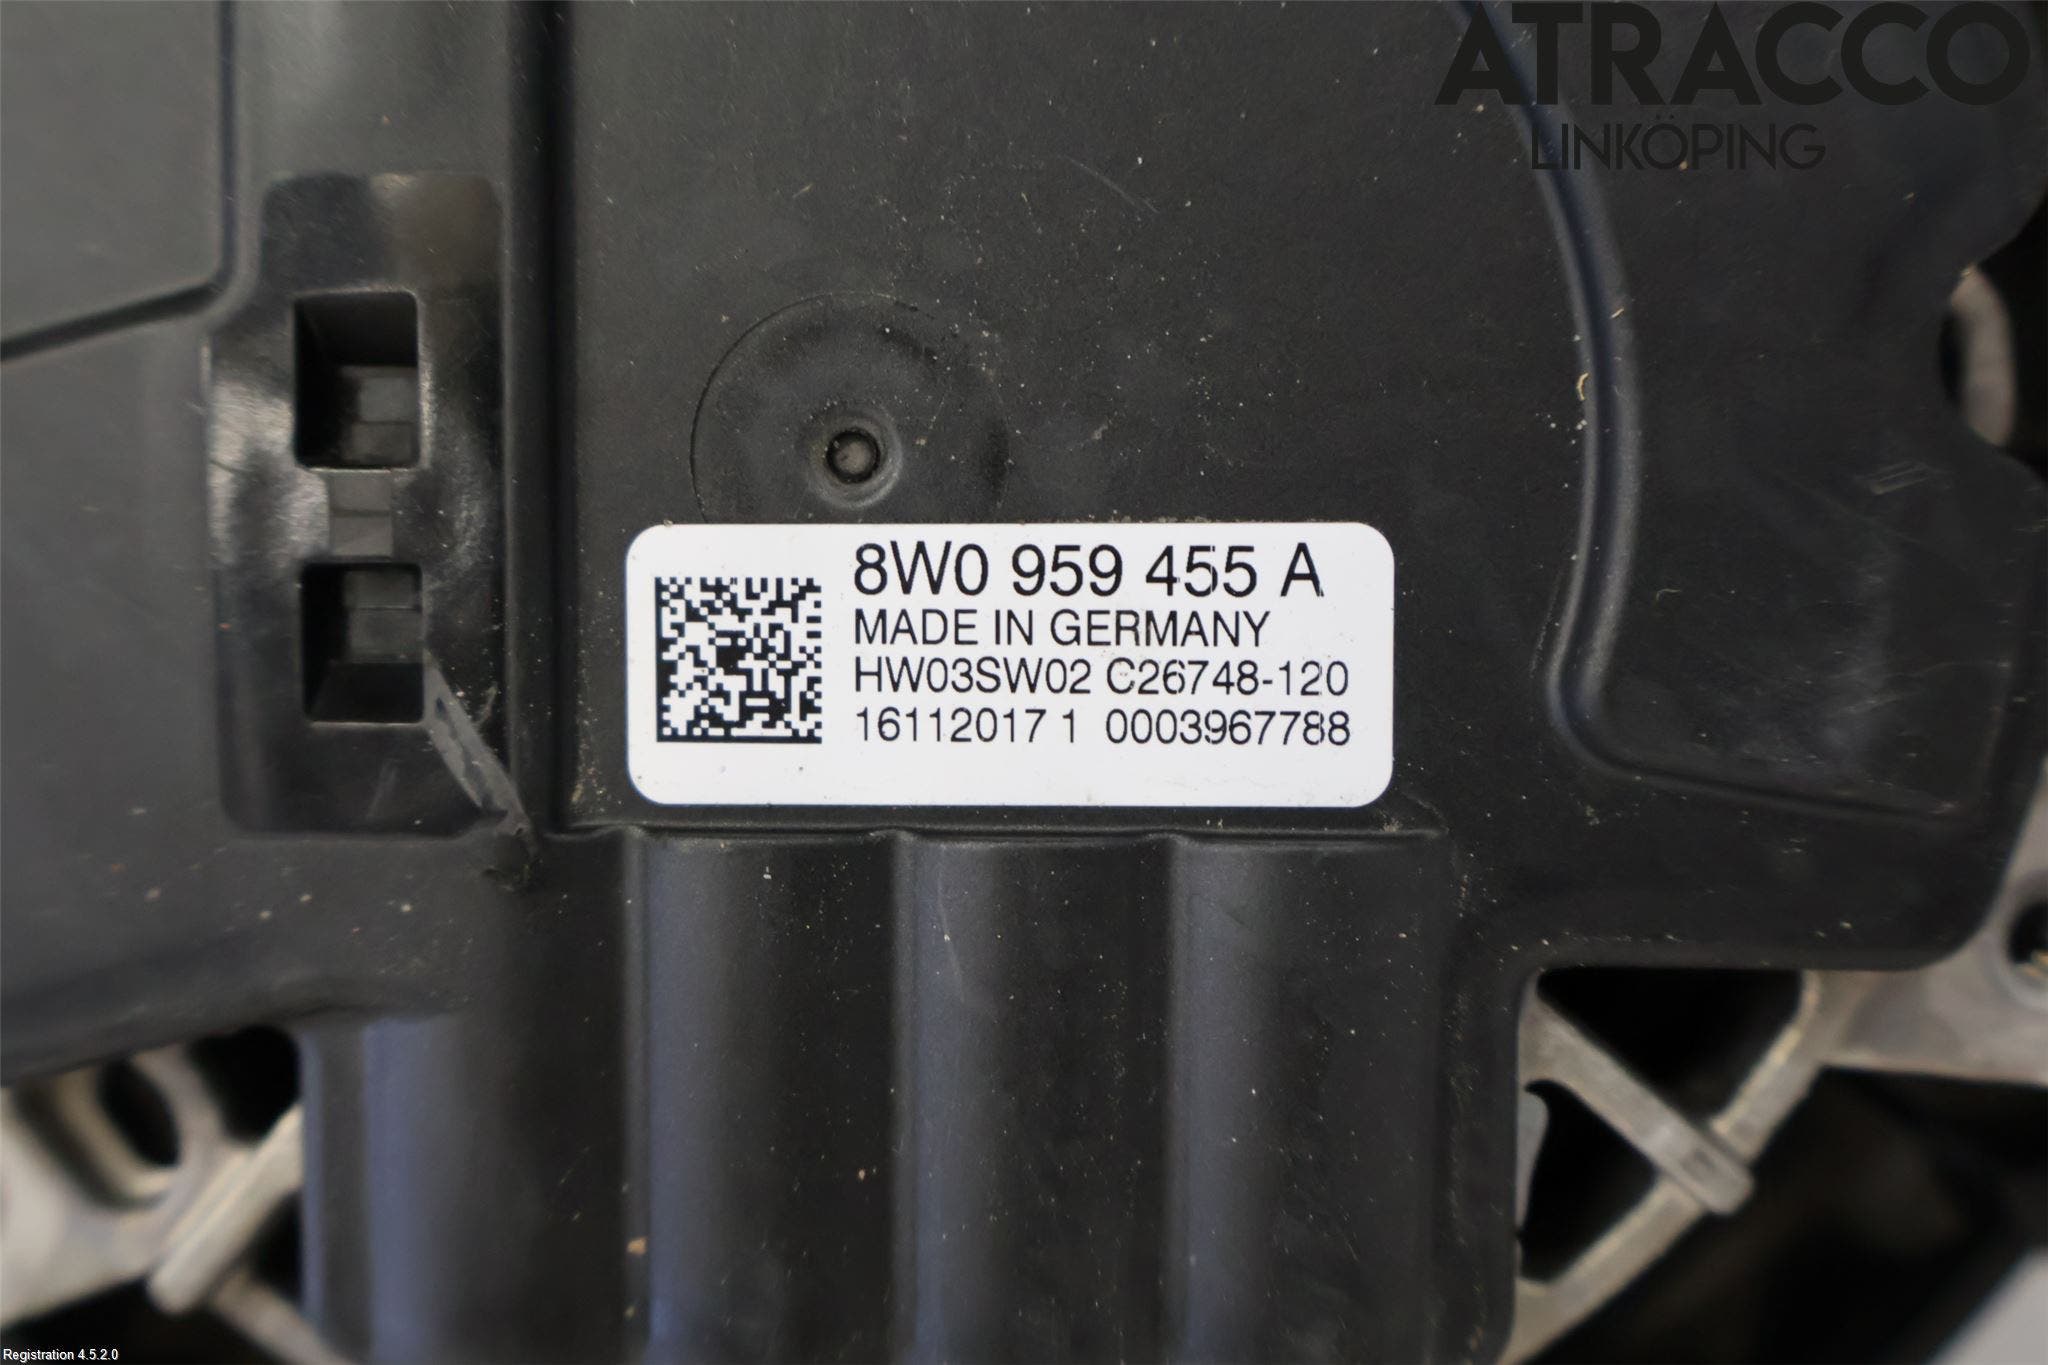 ATRACCO
LINKÖPING
8W0 959 455 A
MADE IN GERMANY
HW03SW02 C26748-120
16112017 1 0003967788
Registration 4.5.2.0